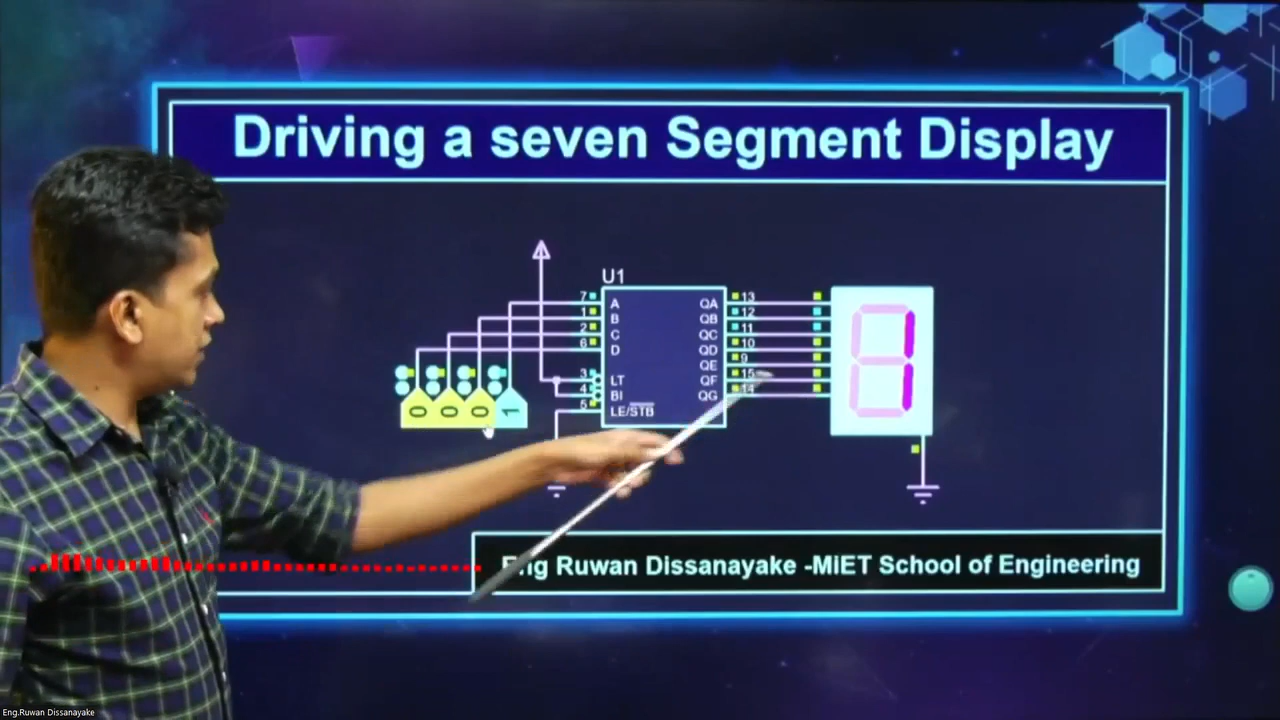 Driving a seven Segment Display
U1
7 A QA 13
1 B QB 12
2 C QC 11
6 D QD 10
QE 9
3 LT QF 15
4 BI QG 14
5 LE/STB
0 0 0 1
Eng Ruwan Dissanayake -MiET School of Engineering
Eng.Ruwan Dissanayake